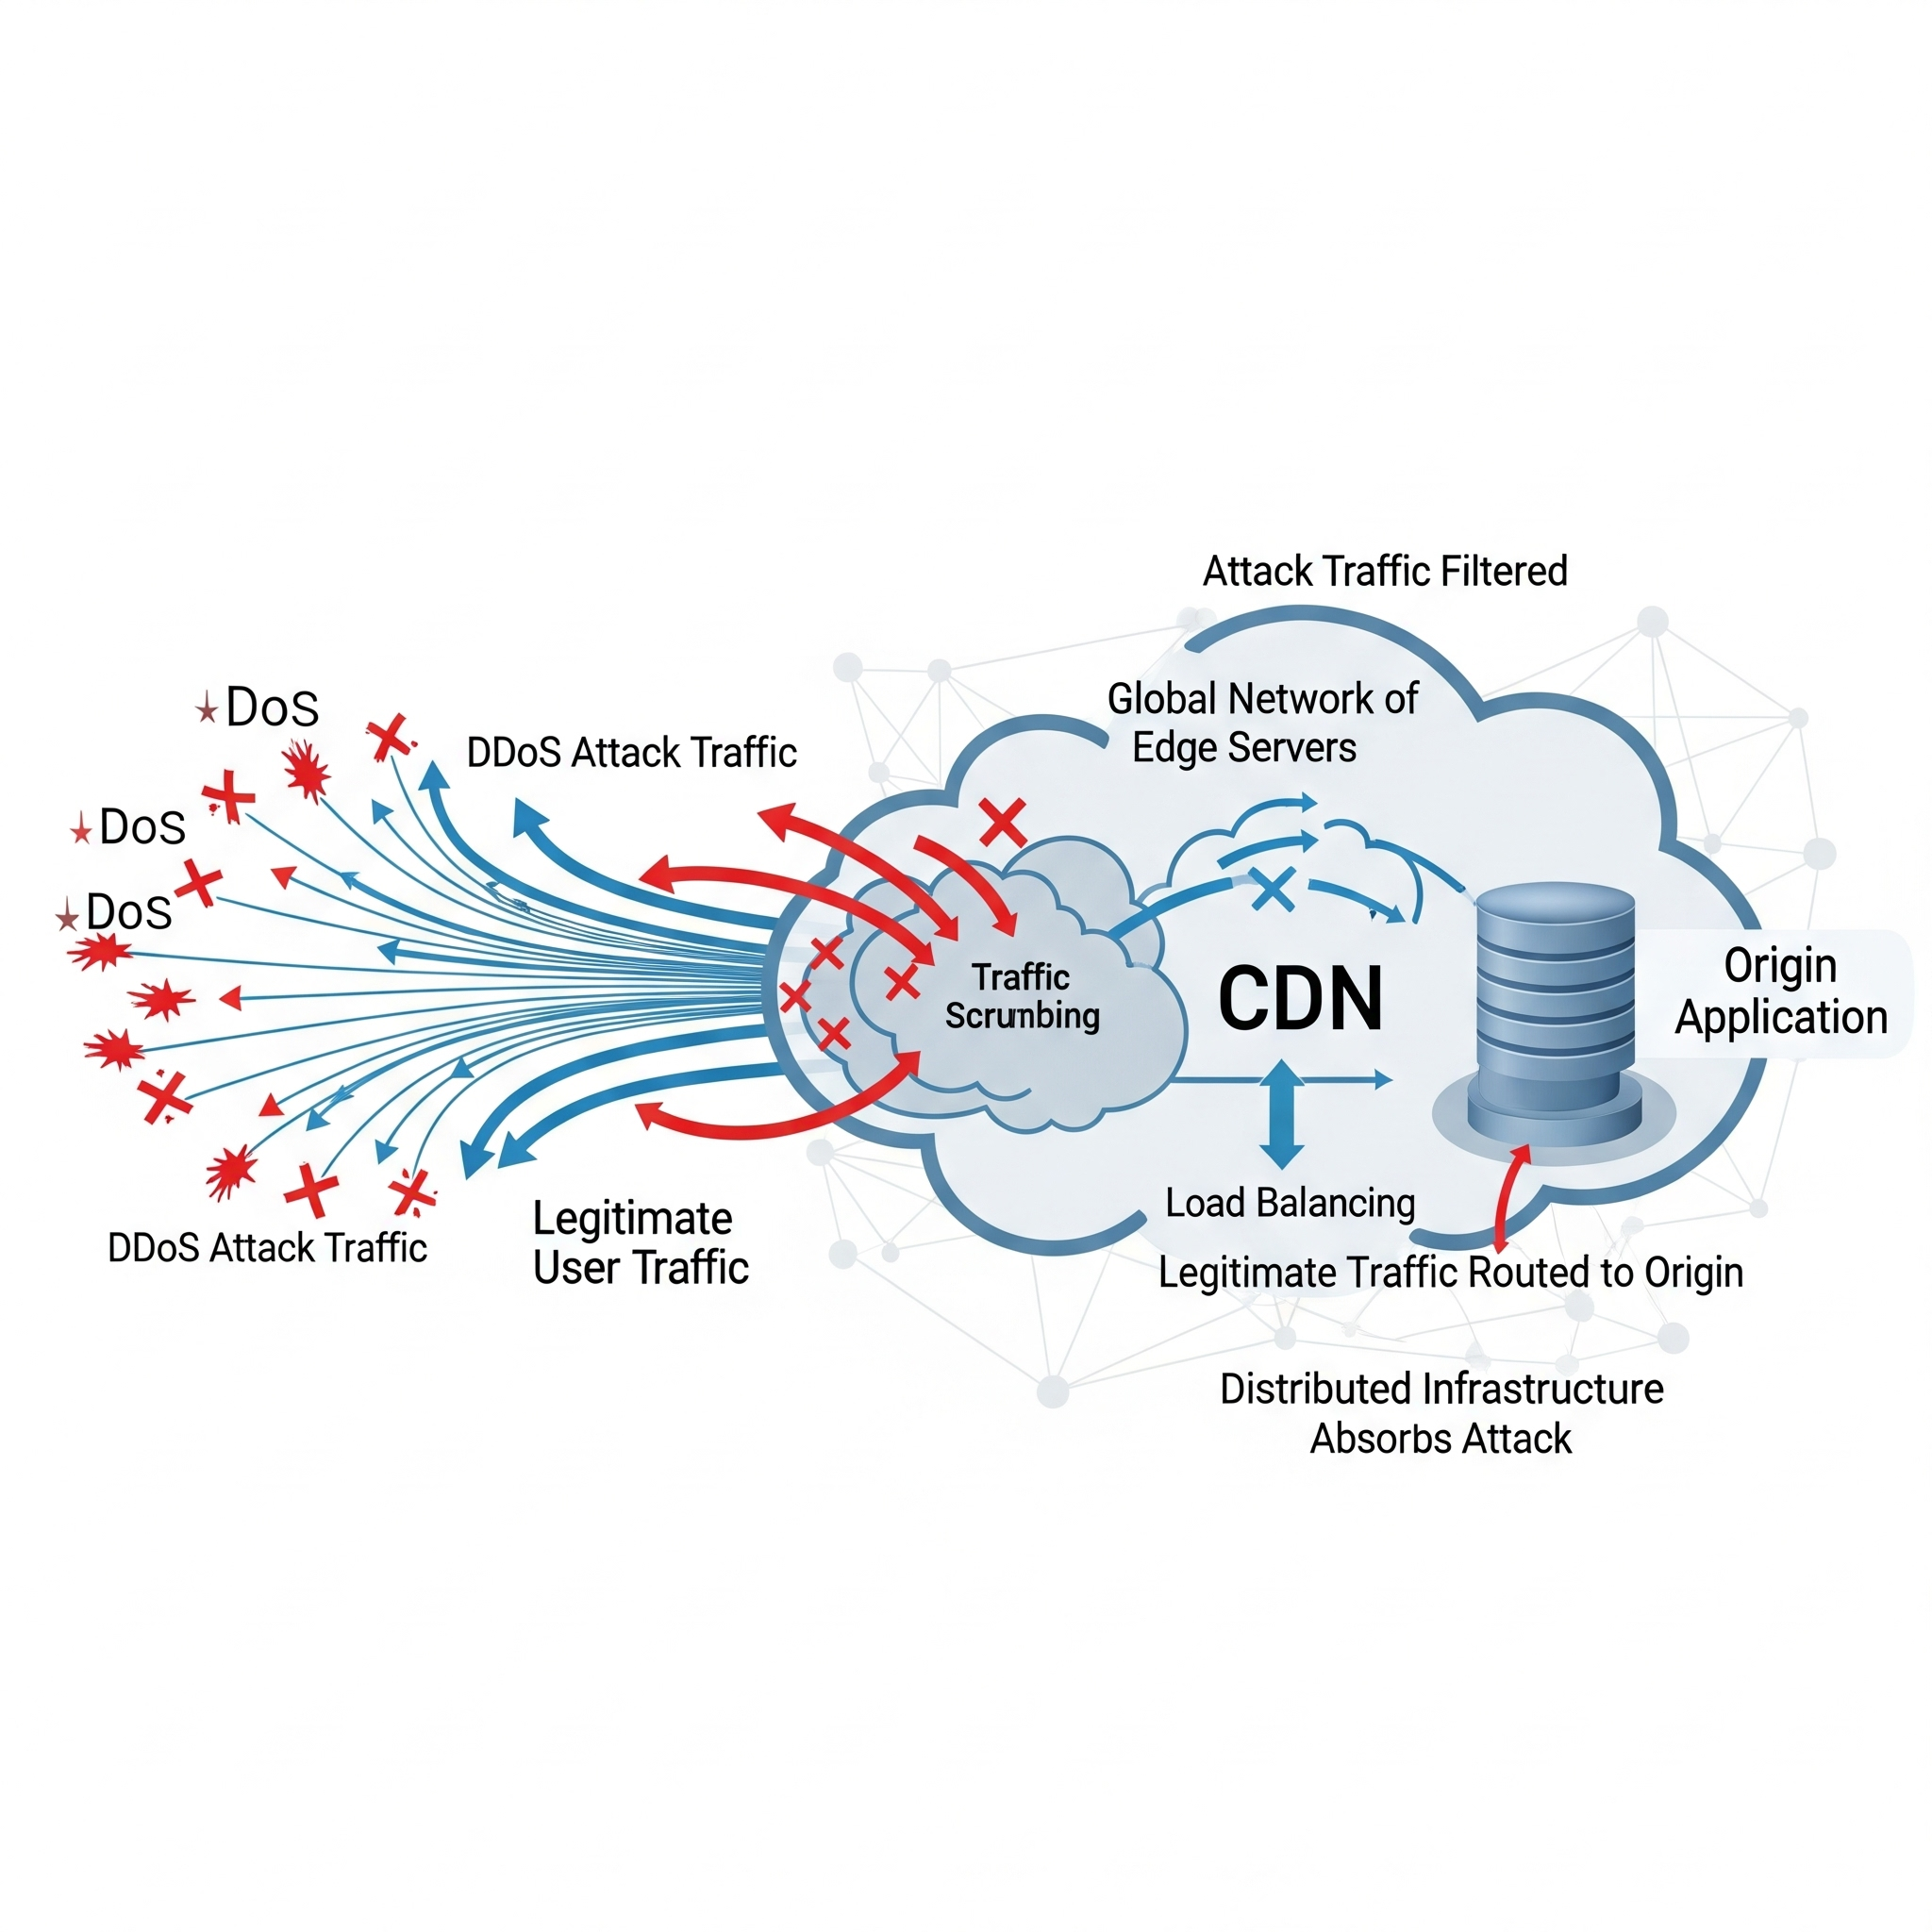 Attack Traffic Filtered
DoS
DDoS Attack Traffic
Global Network of
Edge Servers
DoS
DoS
Traffic
CDN
Origin
Application
DDoS Attack Traffic
Legitimate
User Traffic
Load Balancing
Legitimate Traffic Routed to Origin
Distributed Infrastructure
Absorbs Attack